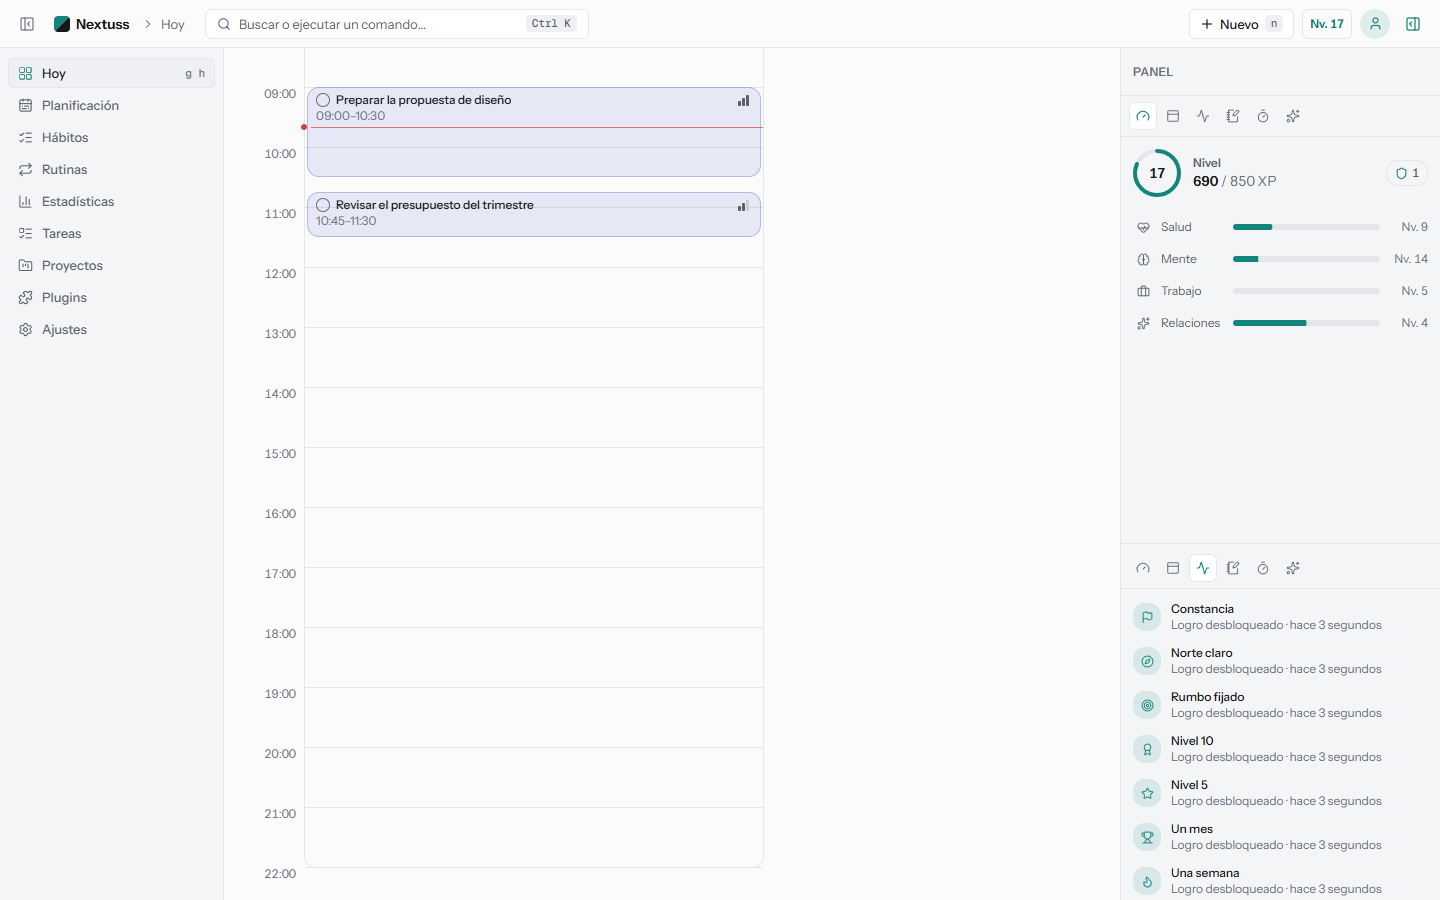 Nextuss
Hoy
Buscar o ejecutar un comando...
Ctrl K
Nuevo
n
Nv. 17
Hoy
g h
Planificación
Hábitos
Rutinas
Estadísticas
Tareas
Proyectos
Plugins
Ajustes
09:00
Preparar la propuesta de diseño
09:00–10:30
10:00
11:00
Revisar el presupuesto del trimestre
10:45–11:30
12:00
13:00
14:00
15:00
16:00
17:00
18:00
19:00
20:00
21:00
22:00
PANEL
17
Nivel
690 / 850 XP
1
Salud
Nv. 9
Mente
Nv. 14
Trabajo
Nv. 5
Relaciones
Nv. 4
Constancia
Logro desbloqueado · hace 3 segundos
Norte claro
Logro desbloqueado · hace 3 segundos
Rumbo fijado
Logro desbloqueado · hace 3 segundos
Nivel 10
Logro desbloqueado · hace 3 segundos
Nivel 5
Logro desbloqueado · hace 3 segundos
Un mes
Logro desbloqueado · hace 3 segundos
Una semana
Logro desbloqueado · hace 3 segundos